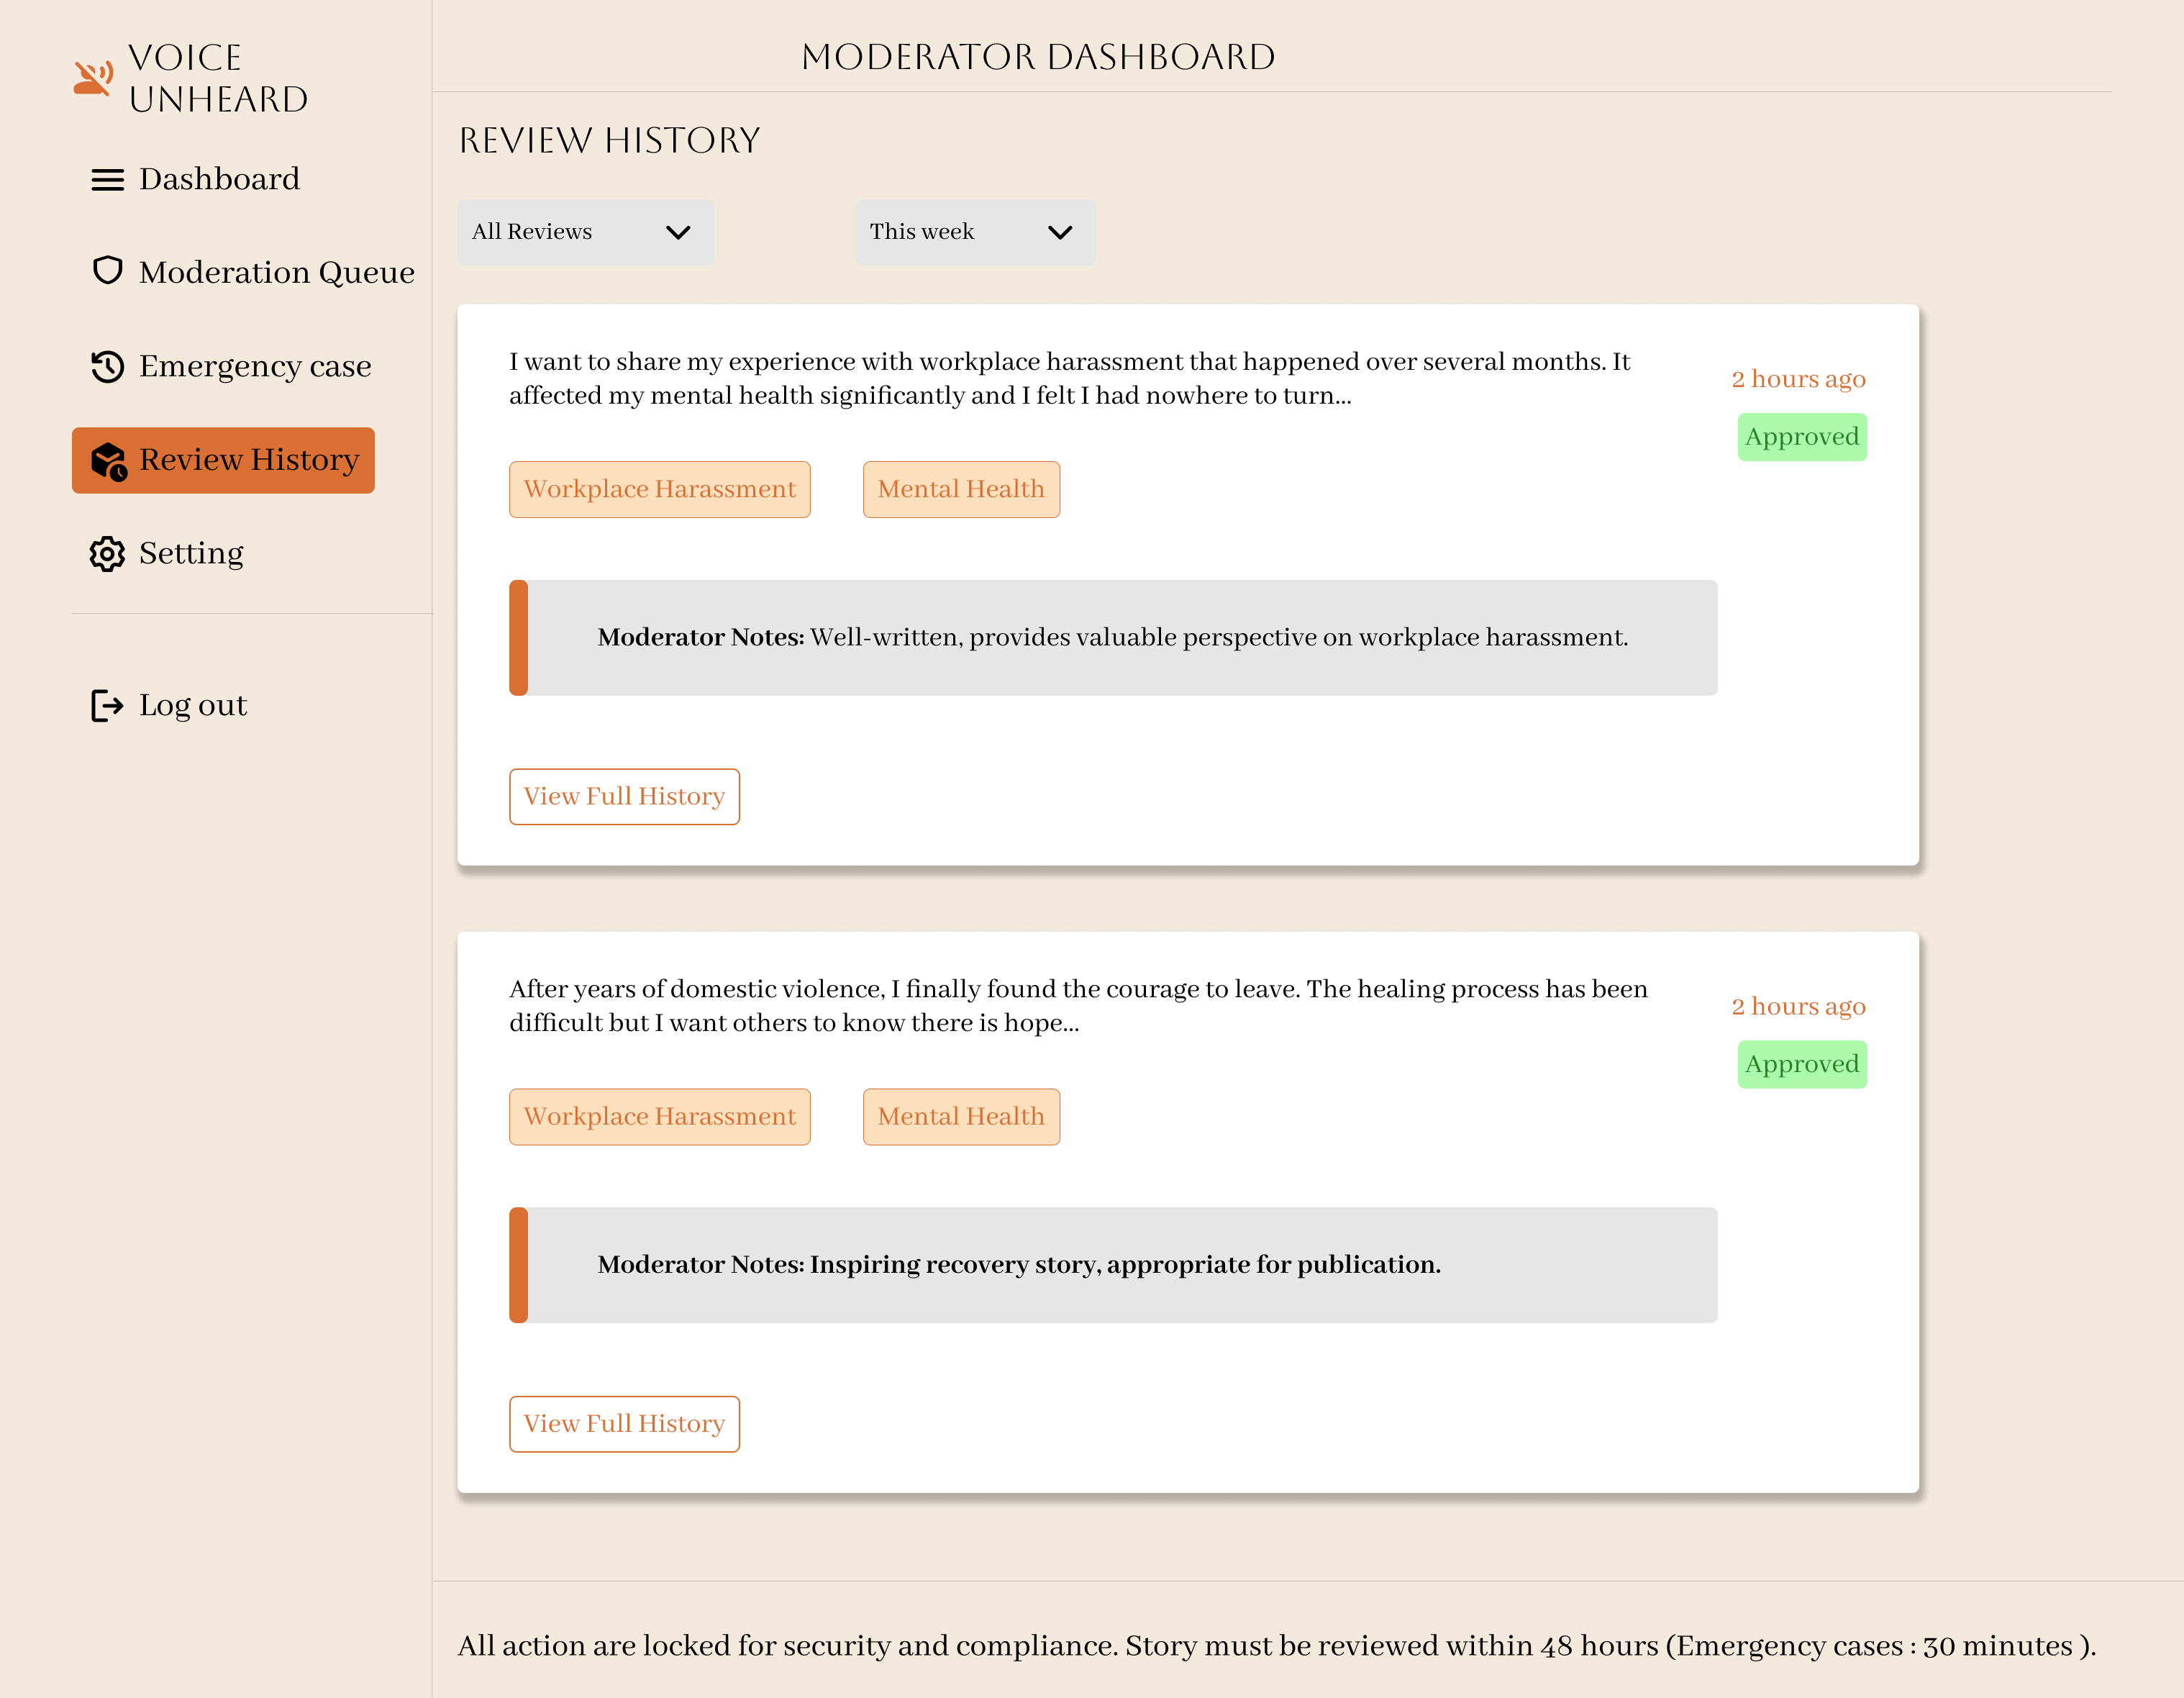 VOICE
UNHEARD
Dashboard
Moderation Queue
Emergency case
Review History
Setting
Log out
MODERATOR DASHBOARD
REVIEW HISTORY
All Reviews
This week
I want to share my experience with workplace harassment that happened over several months. It
affected my mental health significantly and I felt I had nowhere to turn...
2 hours ago
Approved
Workplace Harassment
Mental Health
Moderator Notes: Well-written, provides valuable perspective on workplace harassment.
View Full History
After years of domestic violence, I finally found the courage to leave. The healing process has been
difficult but I want others to know there is hope...
2 hours ago
Approved
Workplace Harassment
Mental Health
Moderator Notes: Inspiring recovery story, appropriate for publication.
View Full History
All action are locked for security and compliance. Story must be reviewed within 48 hours (Emergency cases : 30 minutes ).